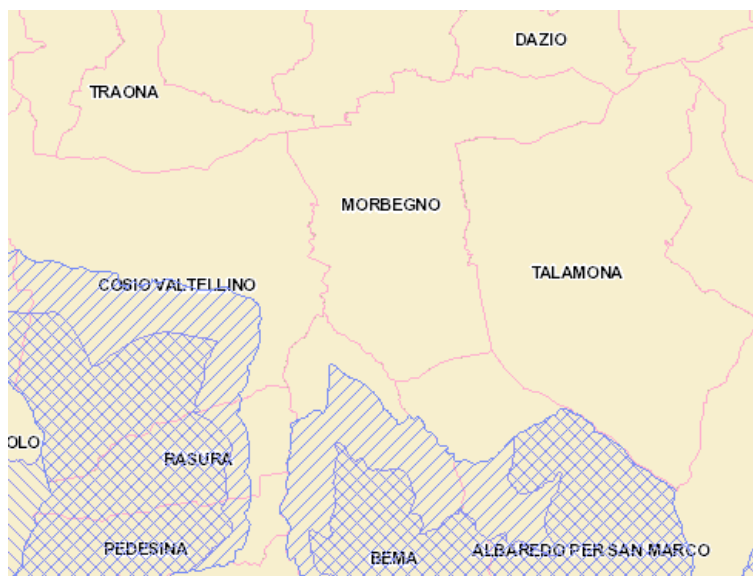 DAZIO
TRAONA
MORBEGNO
TALAMONA
COSIO VALTELLINO
OLO
RASURA
PEDESINA
BEMA
ALBAREDO PER SAN MARCO